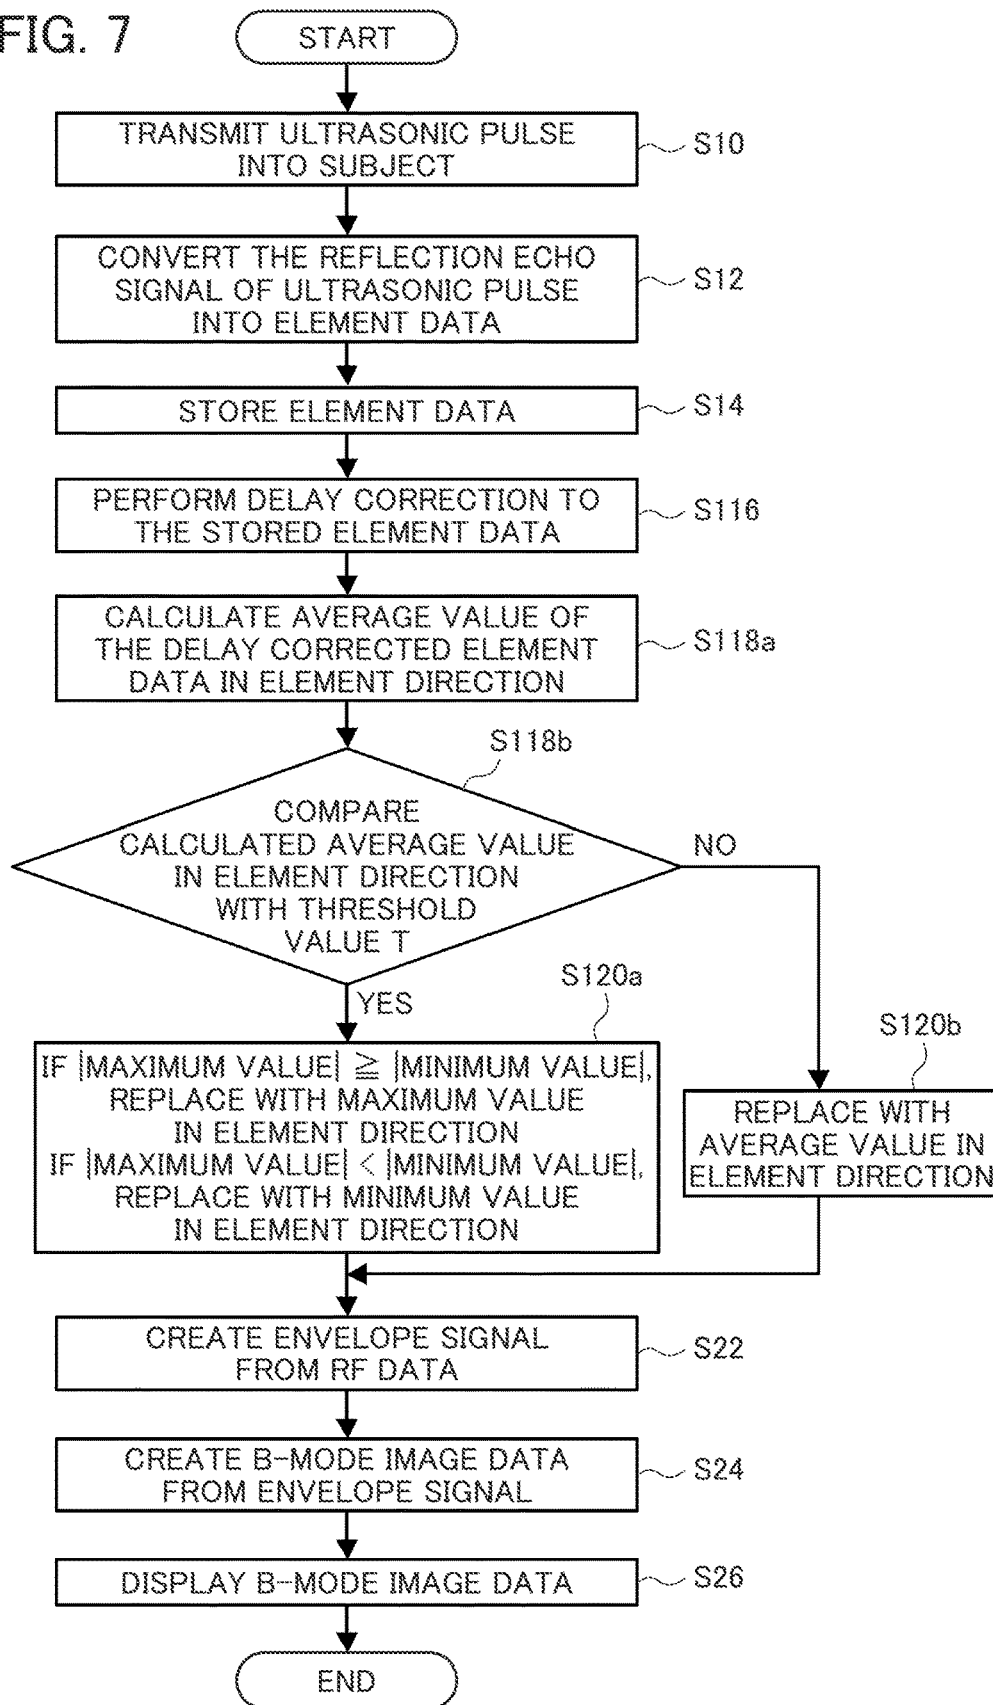 FIG. 7
START
TRANSMIT ULTRASONIC PULSE
INTO SUBJECT
S10
CONVERT THE REFLECTION ECHO
SIGNAL OF ULTRASONIC PULSE
INTO ELEMENT DATA
S12
STORE ELEMENT DATA
S14
PERFORM DELAY CORRECTION TO
THE STORED ELEMENT DATA
S116
CALCULATE AVERAGE VALUE OF
THE DELAY CORRECTED ELEMENT
DATA IN ELEMENT DIRECTION
S118a
S118b
COMPARE
CALCULATED AVERAGE VALUE
IN ELEMENT DIRECTION
WITH THRESHOLD
VALUE T
NO
YES
S120a
IF |MAXIMUM VALUE| ≧ |MINIMUM VALUE|,
REPLACE WITH MAXIMUM VALUE
IN ELEMENT DIRECTION
IF |MAXIMUM VALUE| < |MINIMUM VALUE|,
REPLACE WITH MINIMUM VALUE
IN ELEMENT DIRECTION
S120b
REPLACE WITH
AVERAGE VALUE IN
ELEMENT DIRECTION
CREATE ENVELOPE SIGNAL
FROM RF DATA
S22
CREATE B-MODE IMAGE DATA
FROM ENVELOPE SIGNAL
S24
DISPLAY B-MODE IMAGE DATA
S26
END